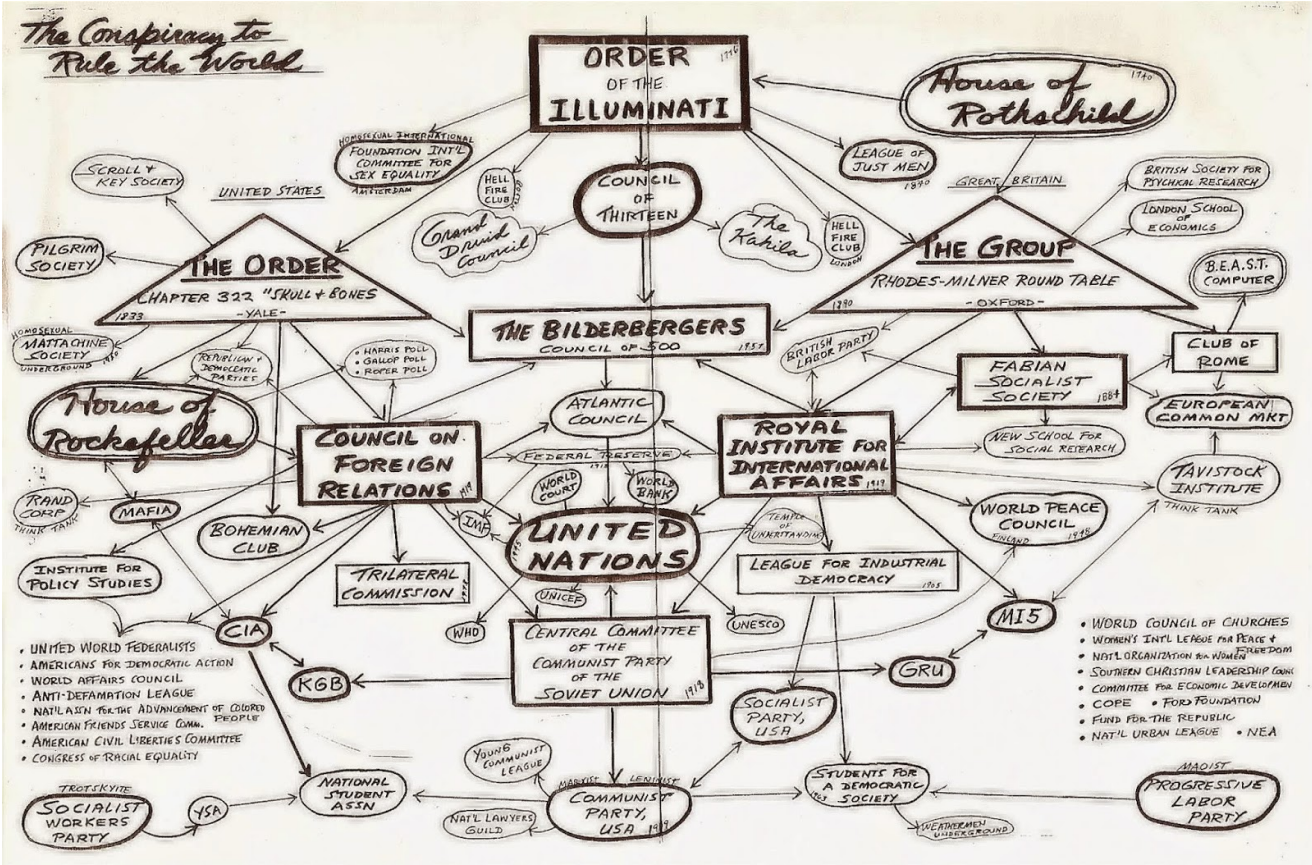 The Conspiracy to
Rule the World
ORDER
OF THE
ILLUMINATI
1776
House of
Rothschild
1740
HOMOSEXUAL INTERNATIONAL
FOUNDATION INT'L
COMMITTEE FOR
SEX EQUALITY
AMSTERDAM
LEAGUE OF
JUST MEN
1840
SCROLL &
KEY SOCIETY
UNITED STATES
HELL
FIRE
CLUB
COUNCIL
OF
THIRTEEN
GREAT BRITAIN
BRITISH SOCIETY FOR
PSYCHICAL RESEARCH
LONDON SCHOOL
OF
ECONOMICS
Grand
Druid
Council
The
Kahila
HELL
FIRE
CLUB
LONDON
PILGRIM
SOCIETY
THE ORDER
CHAPTER 322 "SKULL & BONES
1833
-YALE-
THE GROUP
RHODES-MILNER ROUND TABLE
1890
-OXFORD-
B.E.A.S.T.
COMPUTER
THE BILDERBERGERS
COUNCIL OF 500
HOMOSEXUAL
MATTACHINE
SOCIETY
UNDERGROUND
REPUBLICAN &
DEMOCRATIC
PARTIES
• HARRIS POLL
• GALLOP POLL
• ROPER POLL
BRITISH
LABOR PARTY
FABIAN
SOCIALIST
SOCIETY
1884
CLUB OF
ROME
House of
Rockefeller
ATLANTIC
COUNCIL
EUROPEAN
COMMON MKT
COUNCIL ON
FOREIGN
RELATIONS
1919
ROYAL
INSTITUTE FOR
INTERNATIONAL
AFFAIRS
1919
FEDERAL RESERVE
1913
NEW SCHOOL FOR
SOCIAL RESEARCH
WORLD
COURT
WORLD
BANK
TAVISTOCK
INSTITUTE
THINK TANK
RAND
CORP
THINK TANK
MAFIA
BOHEMIAN
CLUB
IMF
UNITED
NATIONS
1945
TEMPLE
OF
UNDERSTANDING
WORLD PEACE
COUNCIL
FINLAND
INSTITUTE FOR
POLICY STUDIES
TRILATERAL
COMMISSION
UNICEF
LEAGUE FOR INDUSTRIAL
DEMOCRACY
1905
CIA
WHO
CENTRAL COMMITTEE
OF THE
COMMUNIST PARTY
OF THE
SOVIET UNION
1918
UNESCO
MI5
KGB
GRU
• UNITED WORLD FEDERALISTS
• AMERICANS FOR DEMOCRATIC ACTION
• WORLD AFFAIRS COUNCIL
• ANTI-DEFAMATION LEAGUE
• NAT'L ASSN FOR THE ADVANCEMENT OF COLORED
PEOPLE
• AMERICAN FRIENDS SERVICE COMM.
• AMERICAN CIVIL LIBERTIES COMMITTEE
• CONGRESS OF RACIAL EQUALITY
• WORLD COUNCIL OF CHURCHES
• WOMEN'S INT'L LEAGUE FOR PEACE &
FREEDOM
• NAT'L ORGANIZATION FOR WOMEN
• SOUTHERN CHRISTIAN LEADERSHIP
• COMMITTEE FOR ECONOMIC DEVELOPMEN
• COPE • FORD FOUNDATION
• FUND FOR THE REPUBLIC
• NAT'L URBAN LEAGUE • NEA
SOCIALIST
PARTY,
USA
YOUNG
COMMUNIST
LEAGUE
TROTSKYITE
SOCIALIST
WORKERS
PARTY
YSA
NATIONAL
STUDENT
ASSN
MARXIST LENINIST
COMMUNIST
PARTY,
USA
1919
NAT'L LAWYERS
GUILD
STUDENTS FOR
A DEMOCRATIC
SOCIETY
WEATHERMEN
UNDERGROUND
MAOIST
PROGRESSIVE
LABOR
PARTY